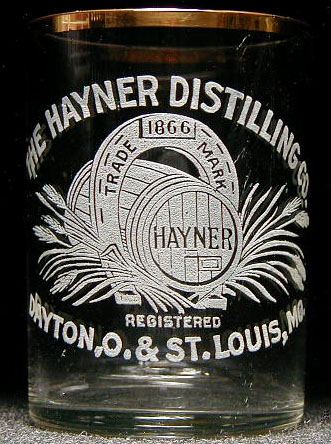 THE HAYNER DISTILLING CO.
1866
TRADE MARK
HAYNER
REGISTERED
DAYTON, O. & ST. LOUIS, MO.